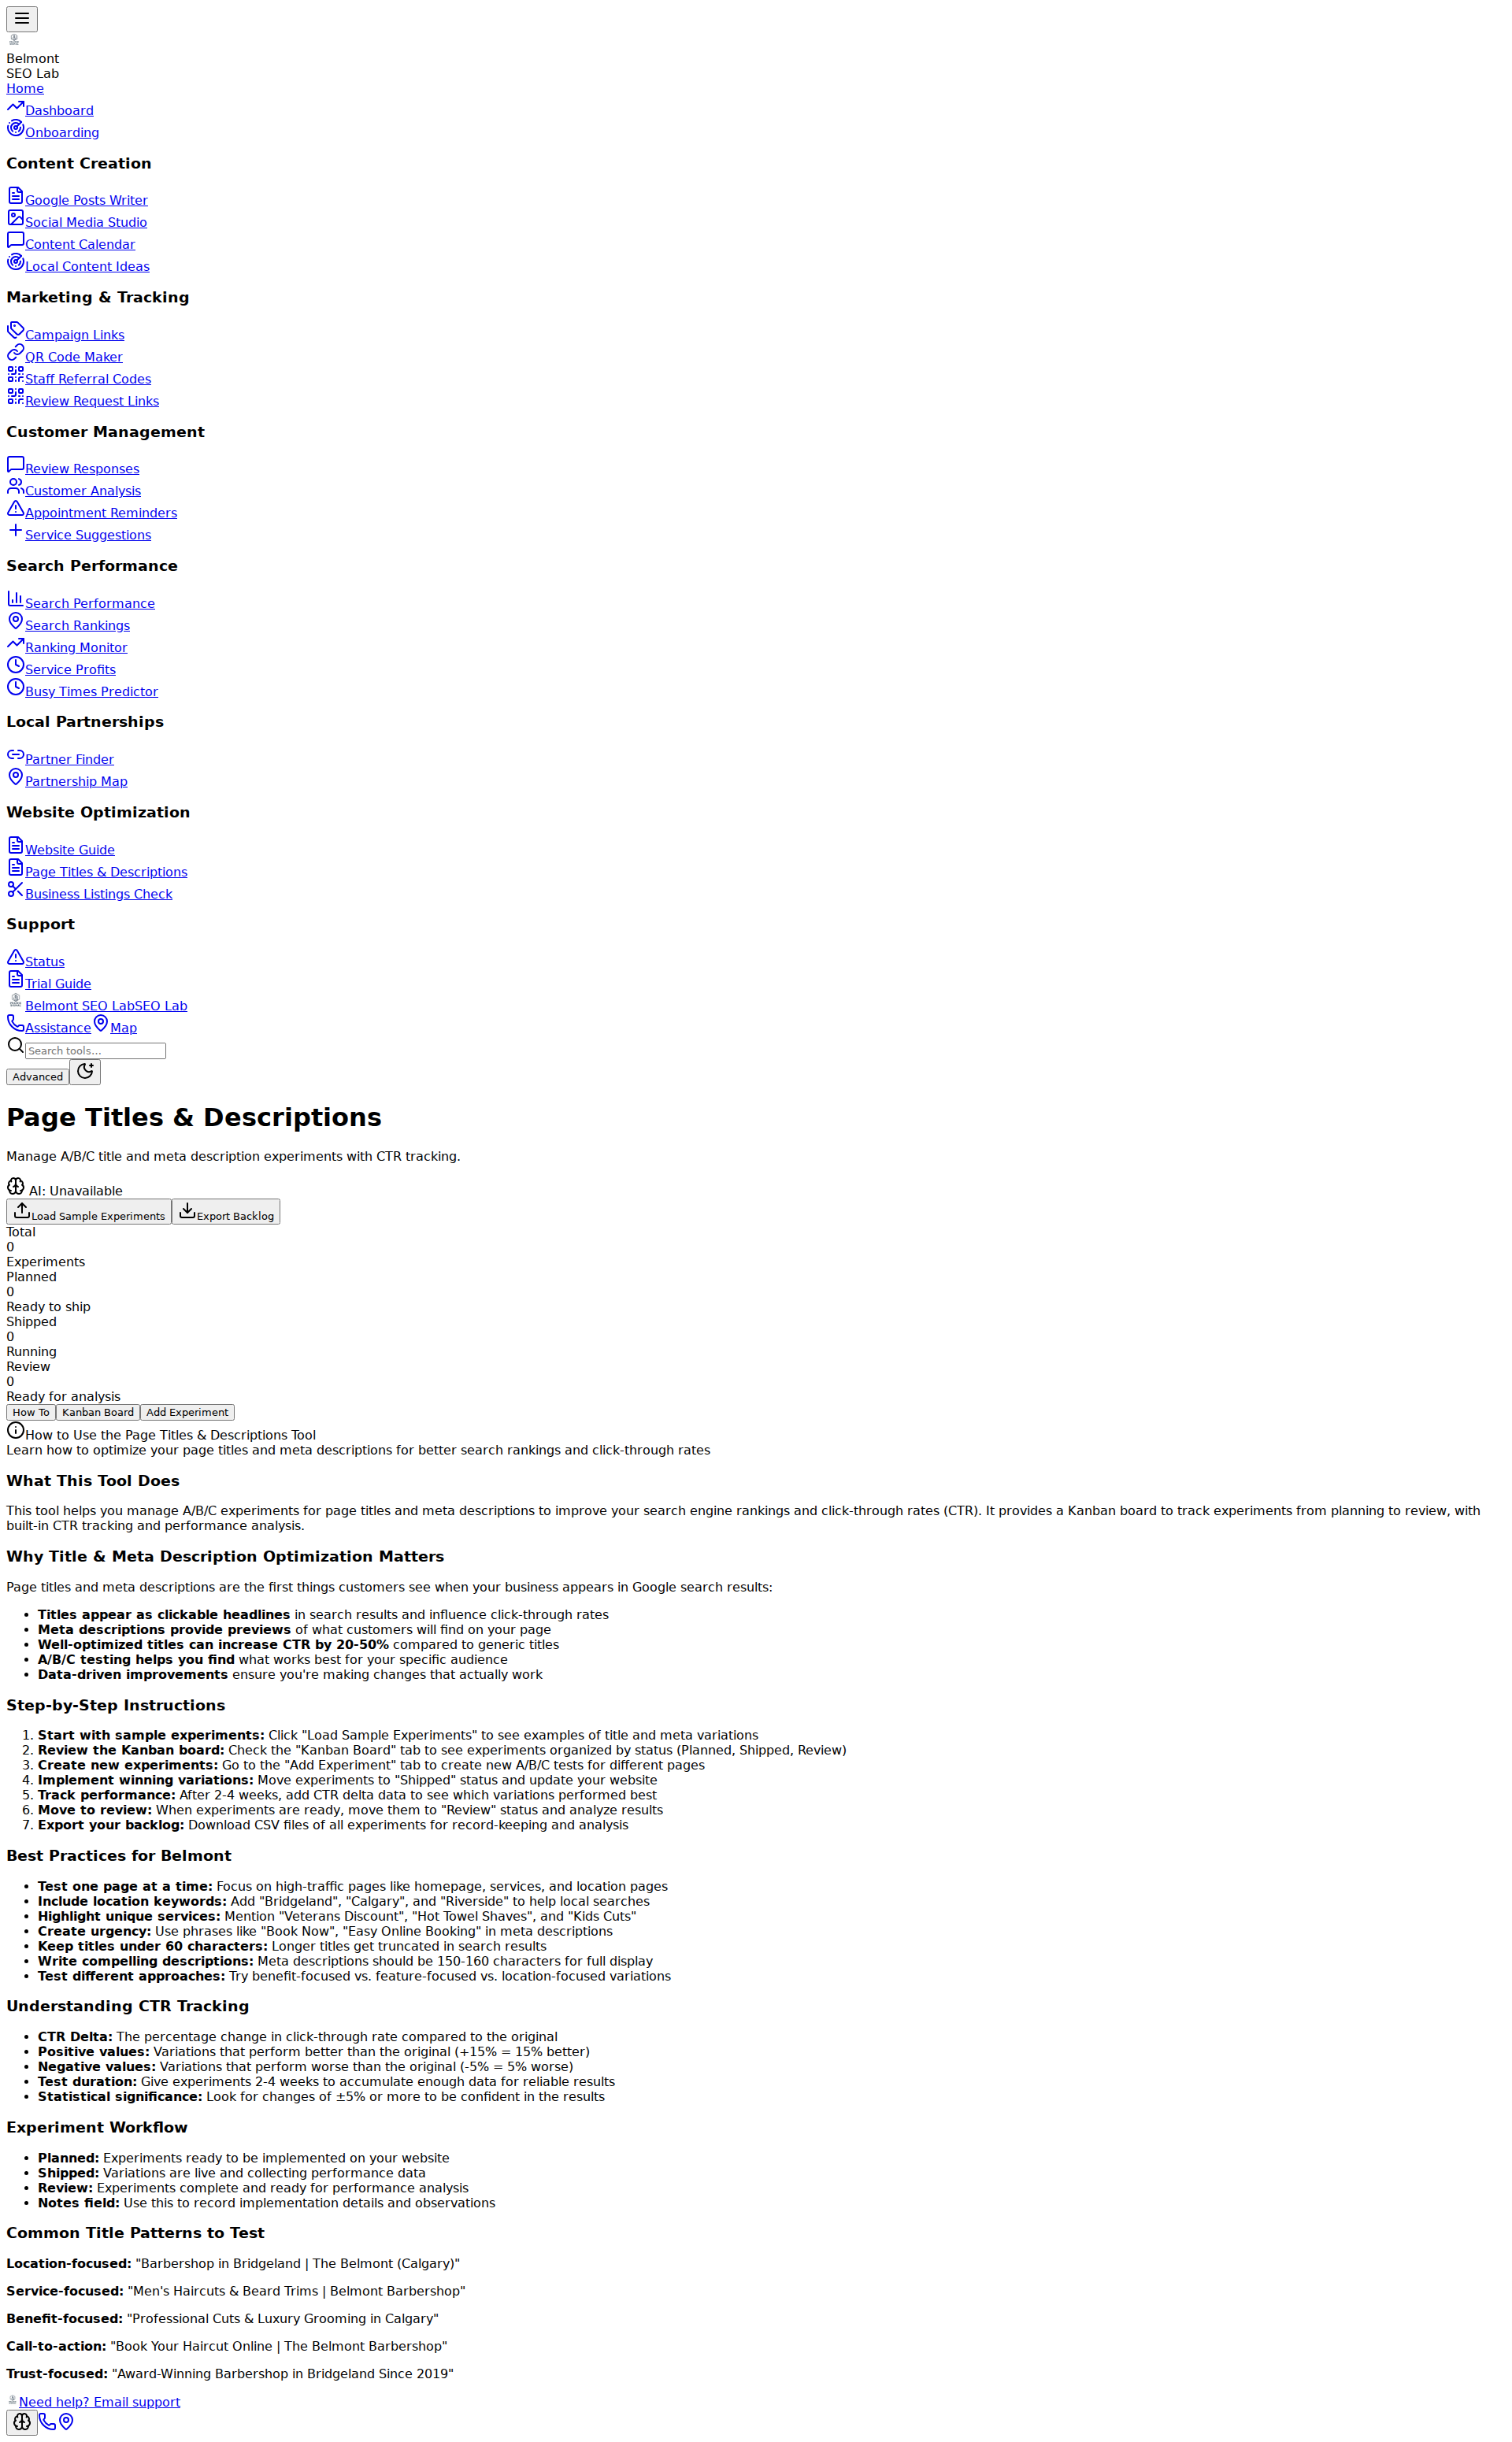 Belmont
SEO Lab
Home
Dashboard
Onboarding
Content Creation
Google Posts Writer
Social Media Studio
Content Calendar
Local Content Ideas
Marketing & Tracking
Campaign Links
QR Code Maker
Staff Referral Codes
Review Request Links
Customer Management
Review Responses
Customer Analysis
Appointment Reminders
Service Suggestions
Search Performance
Search Performance
Search Rankings
Ranking Monitor
Service Profits
Busy Times Predictor
Local Partnerships
Partner Finder
Partnership Map
Website Optimization
Website Guide
Page Titles & Descriptions
Business Listings Check
Support
Status
Trial Guide
Belmont SEO LabSEO Lab
Assistance Map
Search tools...
Advanced
Page Titles & Descriptions
Manage A/B/C title and meta description experiments with CTR tracking.
AI: Unavailable
Load Sample Experiments Export Backlog
Total
0
Experiments
Planned
0
Ready to ship
Shipped
0
Running
Review
0
Ready for analysis
How To Kanban Board Add Experiment
How to Use the Page Titles & Descriptions Tool
Learn how to optimize your page titles and meta descriptions for better search rankings and click-through rates
What This Tool Does
This tool helps you manage A/B/C experiments for page titles and meta descriptions to improve your search engine rankings and click-through rates (CTR). It provides a Kanban board to track experiments from planning to review, with
built-in CTR tracking and performance analysis.
Why Title & Meta Description Optimization Matters
Page titles and meta descriptions are the first things customers see when your business appears in Google search results:
• Titles appear as clickable headlines in search results and influence click-through rates
• Meta descriptions provide previews of what customers will find on your page
• Well-optimized titles can increase CTR by 20-50% compared to generic titles
• A/B/C testing helps you find what works best for your specific audience
• Data-driven improvements ensure you're making changes that actually work
Step-by-Step Instructions
1. Start with sample experiments: Click "Load Sample Experiments" to see examples of title and meta variations
2. Review the Kanban board: Check the "Kanban Board" tab to see experiments organized by status (Planned, Shipped, Review)
3. Create new experiments: Go to the "Add Experiment" tab to create new A/B/C tests for different pages
4. Implement winning variations: Move experiments to "Shipped" status and update your website
5. Track performance: After 2-4 weeks, add CTR delta data to see which variations performed best
6. Move to review: When experiments are ready, move them to "Review" status and analyze results
7. Export your backlog: Download CSV files of all experiments for record-keeping and analysis
Best Practices for Belmont
• Test one page at a time: Focus on high-traffic pages like homepage, services, and location pages
• Include location keywords: Add "Bridgeland", "Calgary", and "Riverside" to help local searches
• Highlight unique services: Mention "Veterans Discount", "Hot Towel Shaves", and "Kids Cuts"
• Create urgency: Use phrases like "Book Now", "Easy Online Booking" in meta descriptions
• Keep titles under 60 characters: Longer titles get truncated in search results
• Write compelling descriptions: Meta descriptions should be 150-160 characters for full display
• Test different approaches: Try benefit-focused vs. feature-focused vs. location-focused variations
Understanding CTR Tracking
• CTR Delta: The percentage change in click-through rate compared to the original
• Positive values: Variations that perform better than the original (+15% = 15% better)
• Negative values: Variations that perform worse than the original (-5% = 5% worse)
• Test duration: Give experiments 2-4 weeks to accumulate enough data for reliable results
• Statistical significance: Look for changes of ±5% or more to be confident in the results
Experiment Workflow
• Planned: Experiments ready to be implemented on your website
• Shipped: Variations are live and collecting performance data
• Review: Experiments complete and ready for performance analysis
• Notes field: Use this to record implementation details and observations
Common Title Patterns to Test
Location-focused: "Barbershop in Bridgeland | The Belmont (Calgary)"
Service-focused: "Men's Haircuts & Beard Trims | Belmont Barbershop"
Benefit-focused: "Professional Cuts & Luxury Grooming in Calgary"
Call-to-action: "Book Your Haircut Online | The Belmont Barbershop"
Trust-focused: "Award-Winning Barbershop in Bridgeland Since 2019"
Need help? Email support